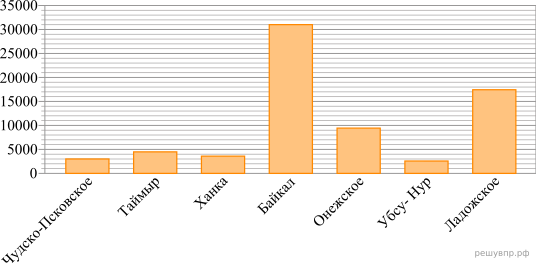 35000
30000
25000
20000
15000
10000
5000
0
Чудско-Псковское
Таймыр
Ханка
Байкал
Онежское
Убсу- Нур
Ладожское
решувпр.рф